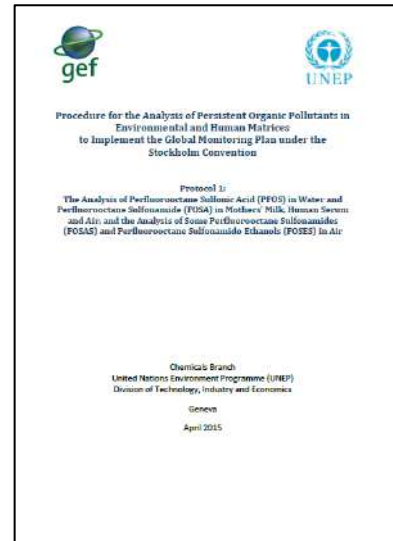 gef
UNEP
Procedure for the Analysis of Persistent Organic Pollutants in
Environmental and Human Matrices
to Implement the Global Monitoring Plan under the
Stockholm Convention
Protocol 1:
The Analysis of Perfluorooctane Sulfonic Acid (PFOS) in Water and
Perfluorooctane Sulfonamide (FOSA) in Mothers' Milk, Human Serum
and Air, and the Analysis of Some Perfluorooctane Sulfonamides
(FOSAS) and Perfluorooctane Sulfonamido Ethanols (FOSES) in Air
Chemicals Branch
United Nations Environment Programme (UNEP)
Division of Technology, Industry and Economics
Geneva
April 2015